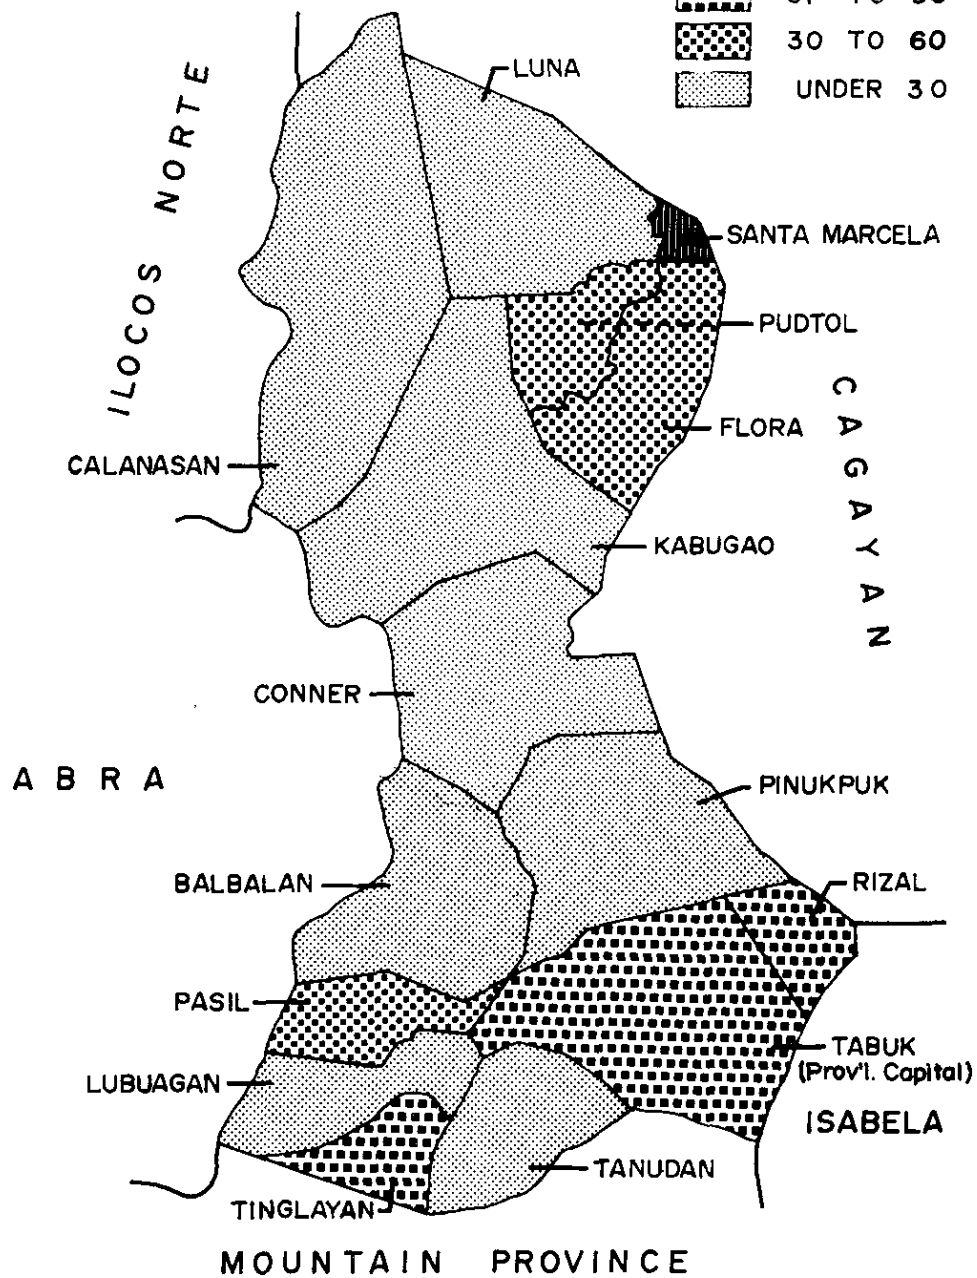 30 TO 60
UNDER 30
LUNA
ILOCOS NORTE
SANTA MARCELA
PUDTOL
CAGAYAN
FLORA
CALANASAN
KABUGAO
CONNER
ABRA
PINUKPUK
BALBALAN
RIZAL
PASIL
TABUK
(Prov'l. Capital)
LUBUAGAN
ISABELA
TANUDAN
TINGLAYAN
MOUNTAIN PROVINCE